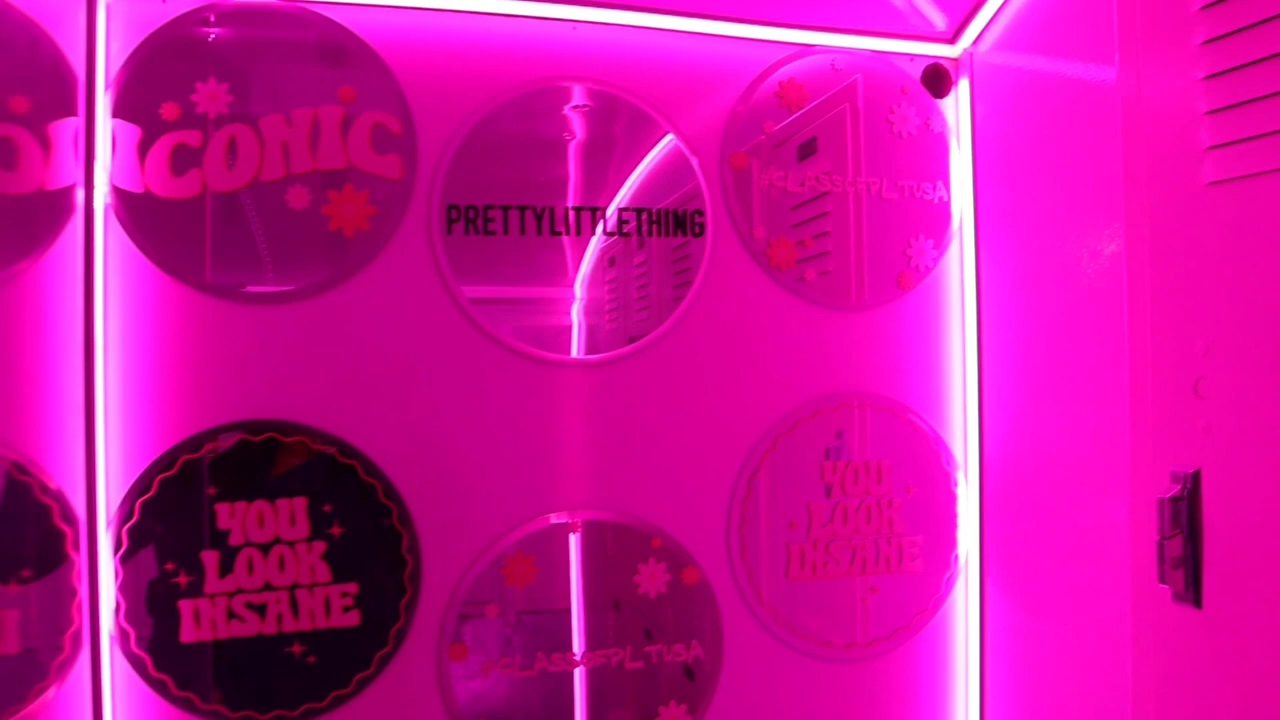 ICONIC
PRETTYLITTLETHING
#CLASSOFPLTUSA
YOU
LOOK
INSANE
#CLASSOFPLTUSA
YOU
LOOK
INSANE